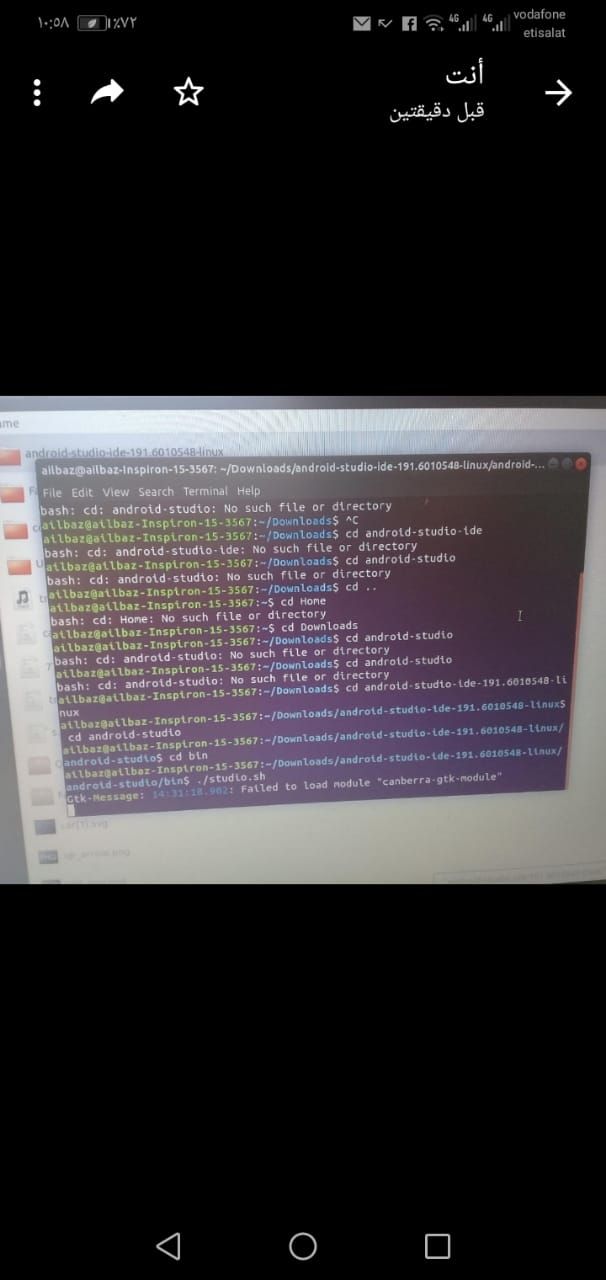 ١٠:٥٨
٪٧٢
4G
4G
vodafone
etisalat
أنت
قبل دقيقتين
android-studio-ide-191.6010548-linux
ailbaz@ailbaz-Inspiron-15-3567: ~/Downloads/android-studio-ide-191.6010548-linux/android-...
File Edit View Search Terminal Help
bash: cd: android-studio: No such file or directory
ailbaz@ailbaz-Inspiron-15-3567:~/Downloads$ ^C
ailbaz@ailbaz-Inspiron-15-3567:~/Downloads$ cd android-studio-ide
bash: cd: android-studio-ide: No such file or directory
ailbaz@ailbaz-Inspiron-15-3567:~/Downloads$ cd android-studio
bash: cd: android-studio: No such file or directory
ailbaz@ailbaz-Inspiron-15-3567:~/Downloads$ cd ..
ailbaz@ailbaz-Inspiron-15-3567:~$ cd Home
bash: cd: Home: No such file or directory
ailbaz@ailbaz-Inspiron-15-3567:~$ cd Downloads
ailbaz@ailbaz-Inspiron-15-3567:~/Downloads$ cd android-studio
bash: cd: android-studio: No such file or directory
ailbaz@ailbaz-Inspiron-15-3567:~/Downloads$ cd android-studio
bash: cd: android-studio: No such file or directory
ailbaz@ailbaz-Inspiron-15-3567:~/Downloads$ cd android-studio-ide-191.6010548-li
nux
ailbaz@ailbaz-Inspiron-15-3567:~/Downloads/android-studio-ide-191.6010548-linux$
cd android-studio
ailbaz@ailbaz-Inspiron-15-3567:~/Downloads/android-studio-ide-191.6010548-linux/
android-studio$ cd bin
ailbaz@ailbaz-Inspiron-15-3567:~/Downloads/android-studio-ide-191.6010548-linux/
android-studio/bin$ ./studio.sh
Gtk-Message: 14:31:18.902: Failed to load module "canberra-gtk-module"